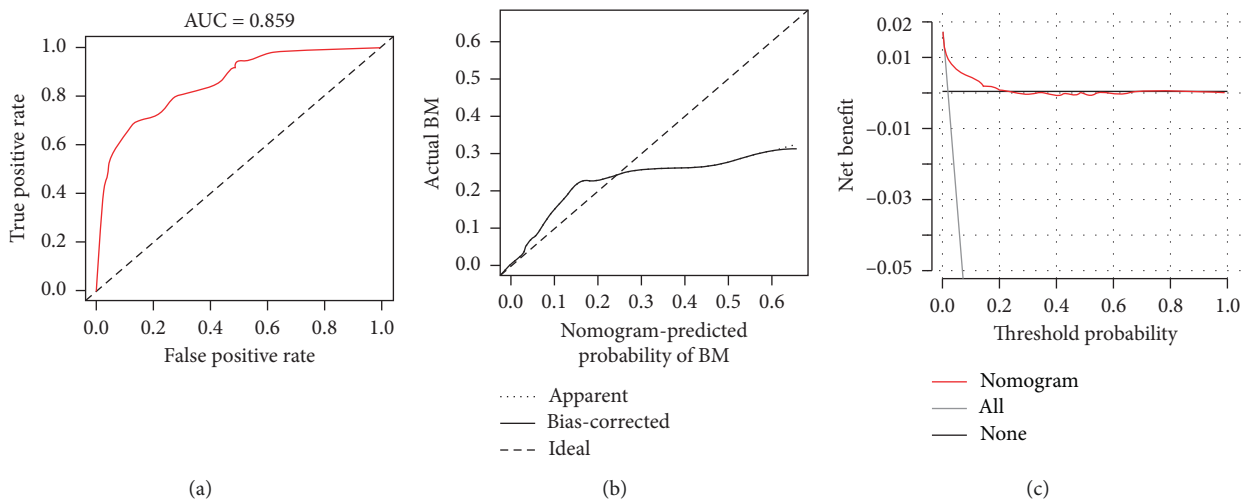 AUC = 0.859
1.0
0.8
0.6
0.4
0.2
0.0
True positive rate
0.0 0.2 0.4 0.6 0.8 1.0
False positive rate
(a)
0.6
0.5
0.4
0.3
0.2
0.1
0.0
Actual BM
0.0 0.1 0.2 0.3 0.4 0.5 0.6
Nomogram-predicted
probability of BM
Apparent
Bias-corrected
Ideal
(b)
0.02
0.01
−0.01
−0.03
−0.05
Net benefit
0.0 0.2 0.4 0.6 0.8 1.0
Threshold probability
Nomogram
All
None
(c)